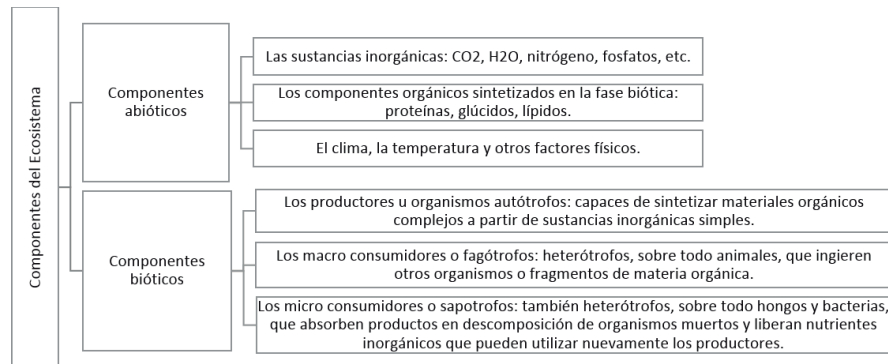 Componentes del Ecosistema
Componentes
abióticos
Las sustancias inorgánicas: CO2, H2O, nitrógeno, fosfatos, etc.
Los componentes orgánicos sintetizados en la fase biótica:
proteínas, glúcidos, lípidos.
El clima, la temperatura y otros factores físicos.
Componentes
bióticos
Los productores u organismos autótrofos: capaces de sintetizar materiales orgánicos
complejos a partir de sustancias inorgánicas simples.
Los macro consumidores o fagótrofos: heterótrofos, sobre todo animales, que ingieren
otros organismos o fragmentos de materia orgánica.
Los micro consumidores o sapotrofos: también heterótrofos, sobre todo hongos y bacterias,
que absorben productos en descomposición de organismos muertos y liberan nutrientes
inorgánicos que pueden utilizar nuevamente los productores.